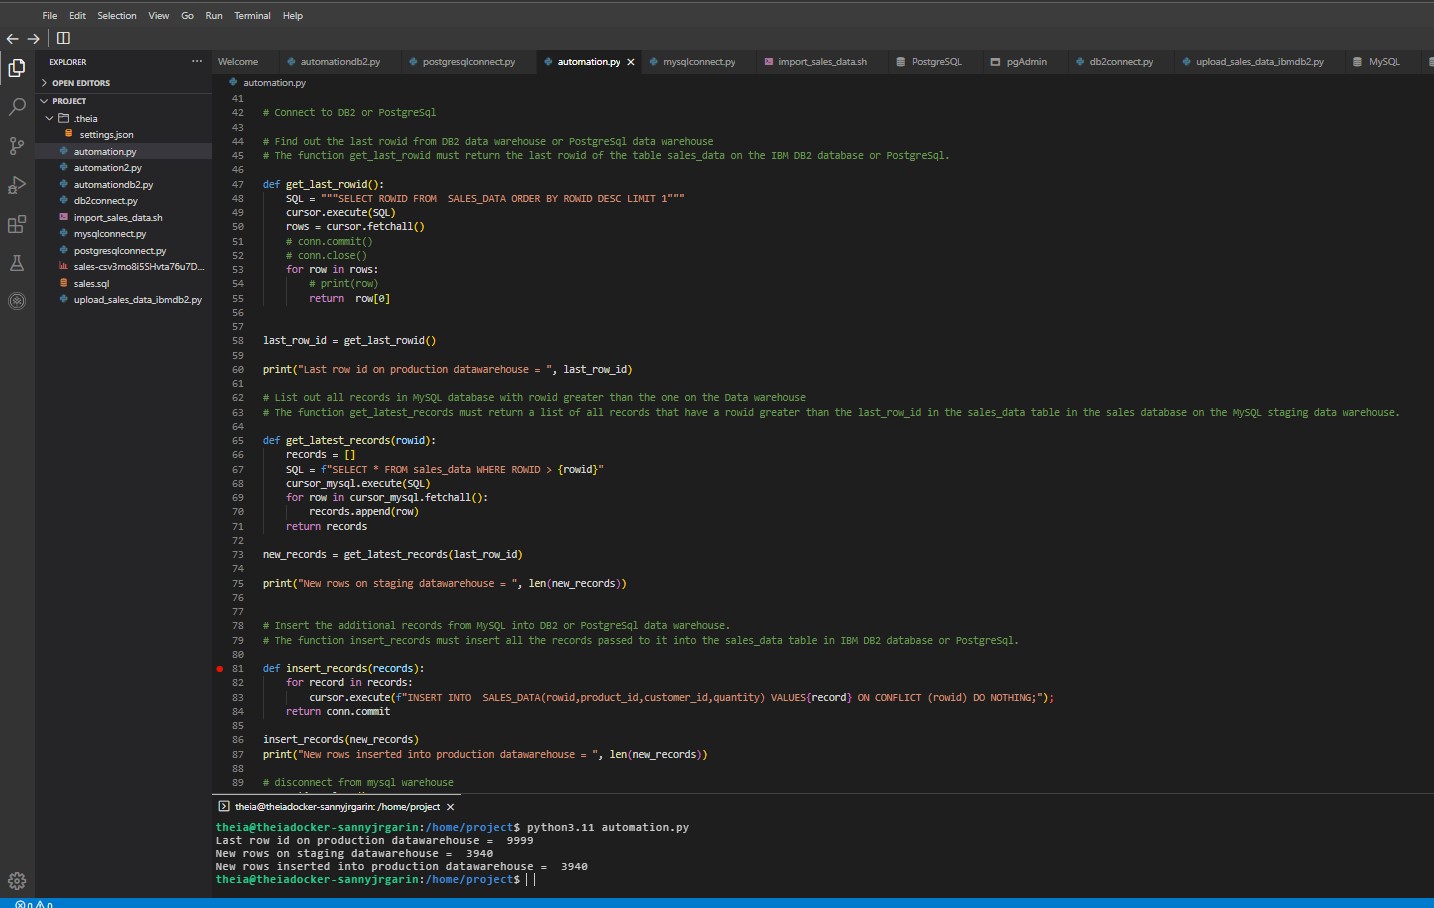 File Edit Selection View Go Run Terminal Help
EXPLORER ···
OPEN EDITORS
PROJECT
.theia
settings.json
automation.py
automation2.py
automationdb2.py
db2connect.py
import_sales_data.sh
mysqlconnect.py
postgresqlconnect.py
sales-csv3mo8i5SHvta76u7D...
sales.sql
upload_sales_data_ibmdb2.py
Welcome automationdb2.py postgresqlconnect.py automation.py mysqlconnect.py import_sales_data.sh PostgreSQL pgAdmin db2connect.py upload_sales_data_ibmdb2.py MySQL
automation.py
41
42 # Connect to DB2 or PostgreSql
43
44 # Find out the last rowid from DB2 data warehouse or PostgreSql data warehouse
45 # The function get_last_rowid must return the last rowid of the table sales_data on the IBM DB2 database or PostgreSql.
46
47 def get_last_rowid():
48 SQL = """SELECT ROWID FROM  SALES_DATA ORDER BY ROWID DESC LIMIT 1"""
49 cursor.execute(SQL)
50 rows = cursor.fetchall()
51 # conn.commit()
52 # conn.close()
53 for row in rows:
54 # print(row)
55 return  row[0]
56
57
58 last_row_id = get_last_rowid()
59
60 print("Last row id on production datawarehouse = ", last_row_id)
61
62 # List out all records in MySQL database with rowid greater than the one on the Data warehouse
63 # The function get_latest_records must return a list of all records that have a rowid greater than the last_row_id in the sales_data table in the sales database on the MySQL staging data warehouse.
64
65 def get_latest_records(rowid):
66 records = []
67 SQL = f"SELECT * FROM sales_data WHERE ROWID > {rowid}"
68 cursor_mysql.execute(SQL)
69 for row in cursor_mysql.fetchall():
70 records.append(row)
71 return records
72
73 new_records = get_latest_records(last_row_id)
74
75 print("New rows on staging datawarehouse = ", len(new_records))
76
77
78 # Insert the additional records from MySQL into DB2 or PostgreSql data warehouse.
79 # The function insert_records must insert all the records passed to it into the sales_data table in IBM DB2 database or PostgreSql.
80
81 def insert_records(records):
82 for record in records:
83 cursor.execute(f"INSERT INTO  SALES_DATA(rowid,product_id,customer_id,quantity) VALUES{record} ON CONFLICT (rowid) DO NOTHING;");
84 return conn.commit
85
86 insert_records(new_records)
87 print("New rows inserted into production datawarehouse = ", len(new_records))
88
89 # disconnect from mysql warehouse
theia@theiadocker-sannyjrgarin: /home/project
theia@theiadocker-sannyjrgarin:/home/project$ python3.11 automation.py
Last row id on production datawarehouse =  9999
New rows on staging datawarehouse =  3940
New rows inserted into production datawarehouse =  3940
theia@theiadocker-sannyjrgarin:/home/project$